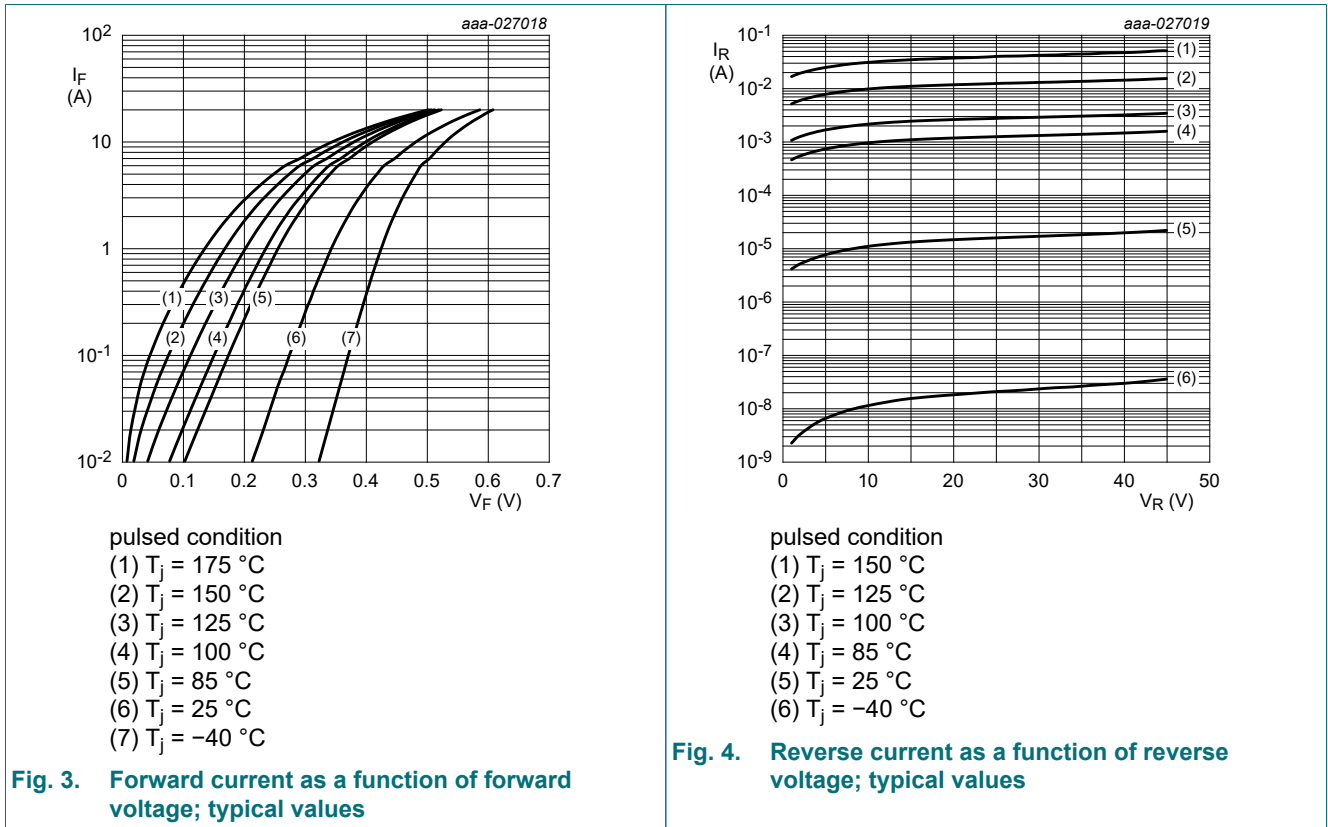 aaa-027018
10²
I_F
(A)
10
1
10⁻¹
10⁻²
(1)
(3)
(5)
(2)
(4)
(6)
(7)
0
0.1
0.2
0.3
0.4
0.5
0.6
0.7
V_F (V)
pulsed condition
(1) T_j = 175 °C
(2) T_j = 150 °C
(3) T_j = 125 °C
(4) T_j = 100 °C
(5) T_j = 85 °C
(6) T_j = 25 °C
(7) T_j = −40 °C
Fig. 3. Forward current as a function of forward
voltage; typical values
aaa-027019
10⁻¹
I_R
(A)
10⁻²
10⁻³
10⁻⁴
10⁻⁵
10⁻⁶
10⁻⁷
10⁻⁸
10⁻⁹
(1)
(2)
(3)
(4)
(5)
(6)
0
10
20
30
40
50
V_R (V)
pulsed condition
(1) T_j = 150 °C
(2) T_j = 125 °C
(3) T_j = 100 °C
(4) T_j = 85 °C
(5) T_j = 25 °C
(6) T_j = −40 °C
Fig. 4. Reverse current as a function of reverse
voltage; typical values